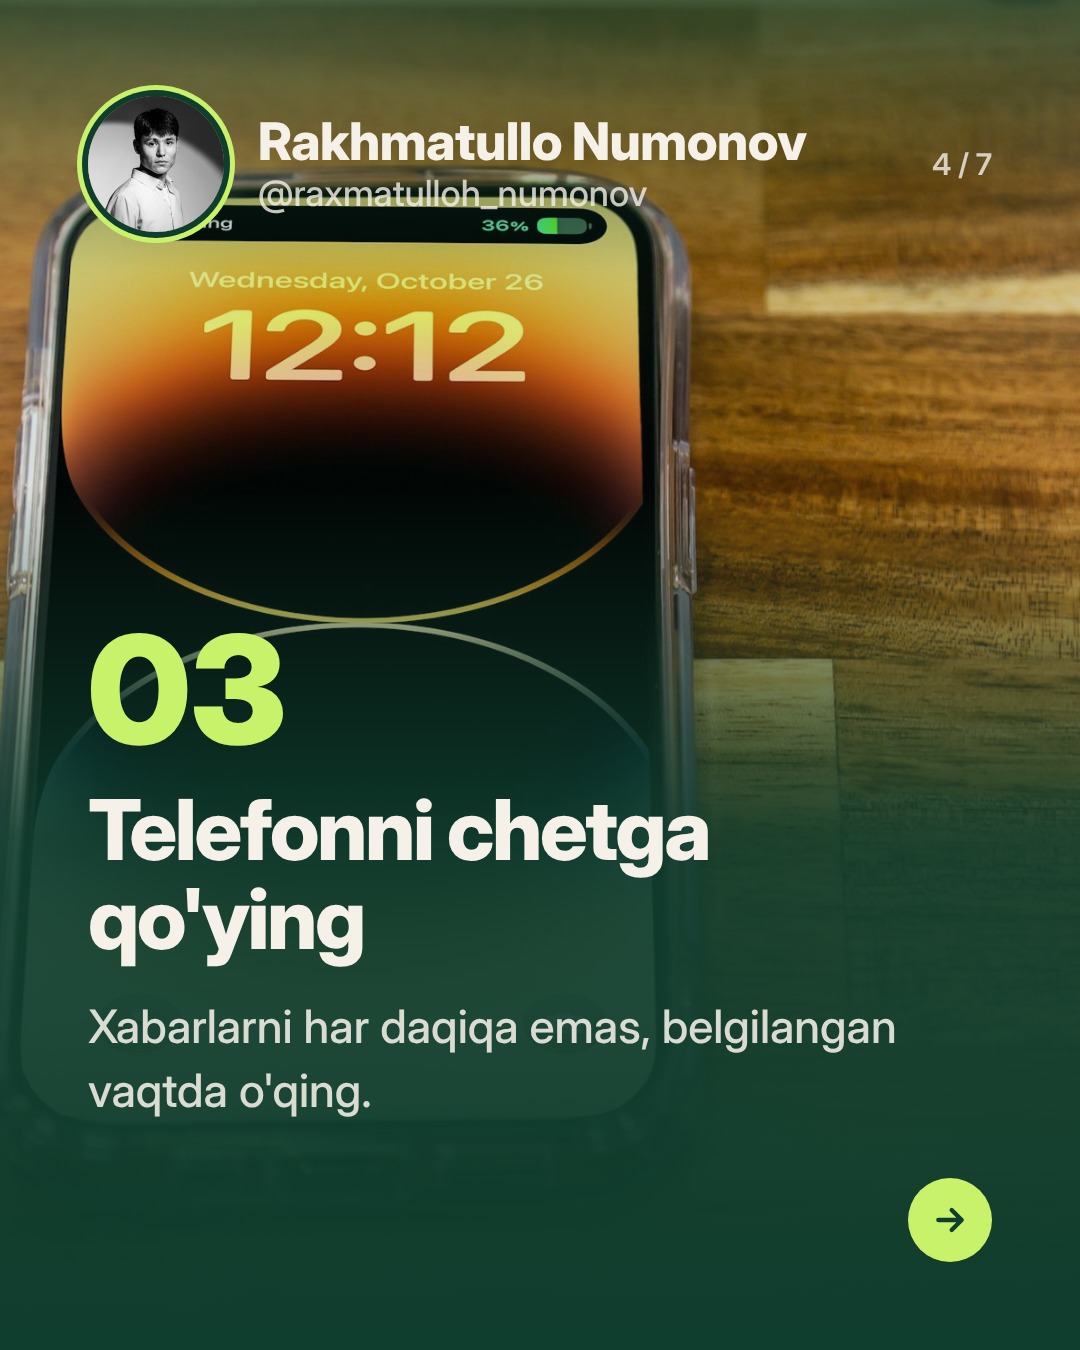 Rakhmatullo Numonov
@raxmatulloh_numonov
4/7
36%
Wednesday, October 26
12:12
03
Telefonni chetga
qo'ying
Xabarlarni har daqiqa emas, belgilangan
vaqtda o'qing.